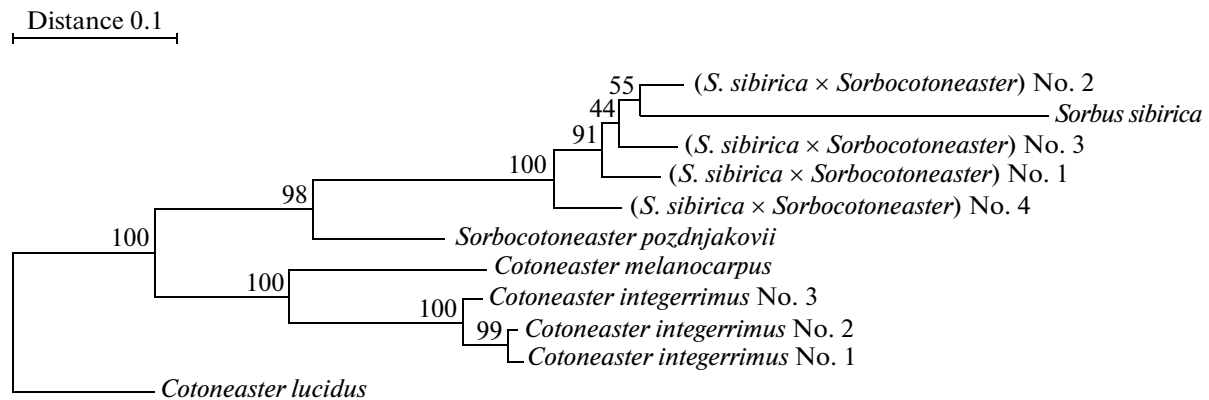 Distance 0.1
55
(S. sibirica × Sorbocotoneaster) No. 2
Sorbus sibirica
44
(S. sibirica × Sorbocotoneaster) No. 3
91
(S. sibirica × Sorbocotoneaster) No. 1
100
(S. sibirica × Sorbocotoneaster) No. 4
98
Sorbocotoneaster pozdnjakovii
100
Cotoneaster melanocarpus
100
Cotoneaster integerrimus No. 3
100
Cotoneaster integerrimus No. 2
99
Cotoneaster integerrimus No. 1
Cotoneaster lucidus